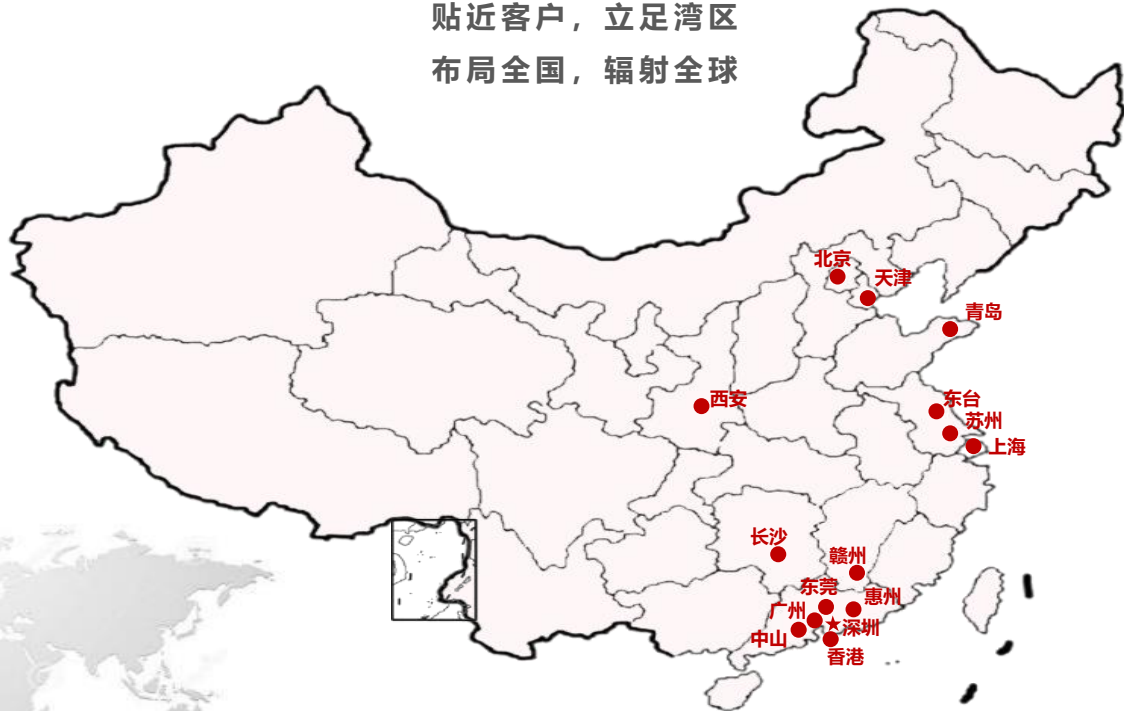 贴近客户，立足湾区
布局全国，辐射全球
北京
天津
青岛
西安
东台
苏州
上海
长沙
赣州
东莞
惠州
广州
深圳
中山
香港